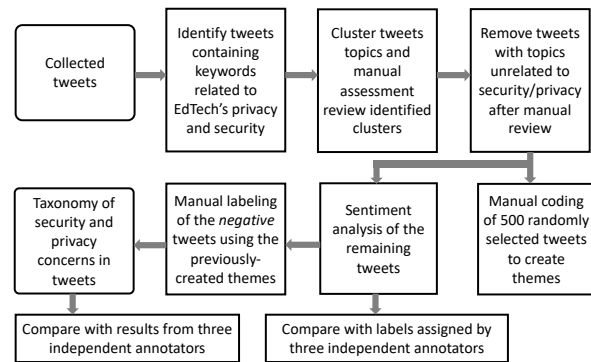 Collected
tweets
Identify tweets
containing
keywords
related to
EdTech's privacy
and security
Cluster tweets
topics and
manual
assessment
review identified
clusters
Remove tweets
with topics
unrelated to
security/privacy
after manual
review
Taxonomy of
security and
privacy
concerns in
tweets
Manual labeling
of the negative
tweets using the
previously-
created themes
Sentiment
analysis of the
remaining
tweets
Manual coding
of 500 randomly
selected tweets
to create
themes
Compare with results from three
independent annotators
Compare with labels assigned by
three independent annotators